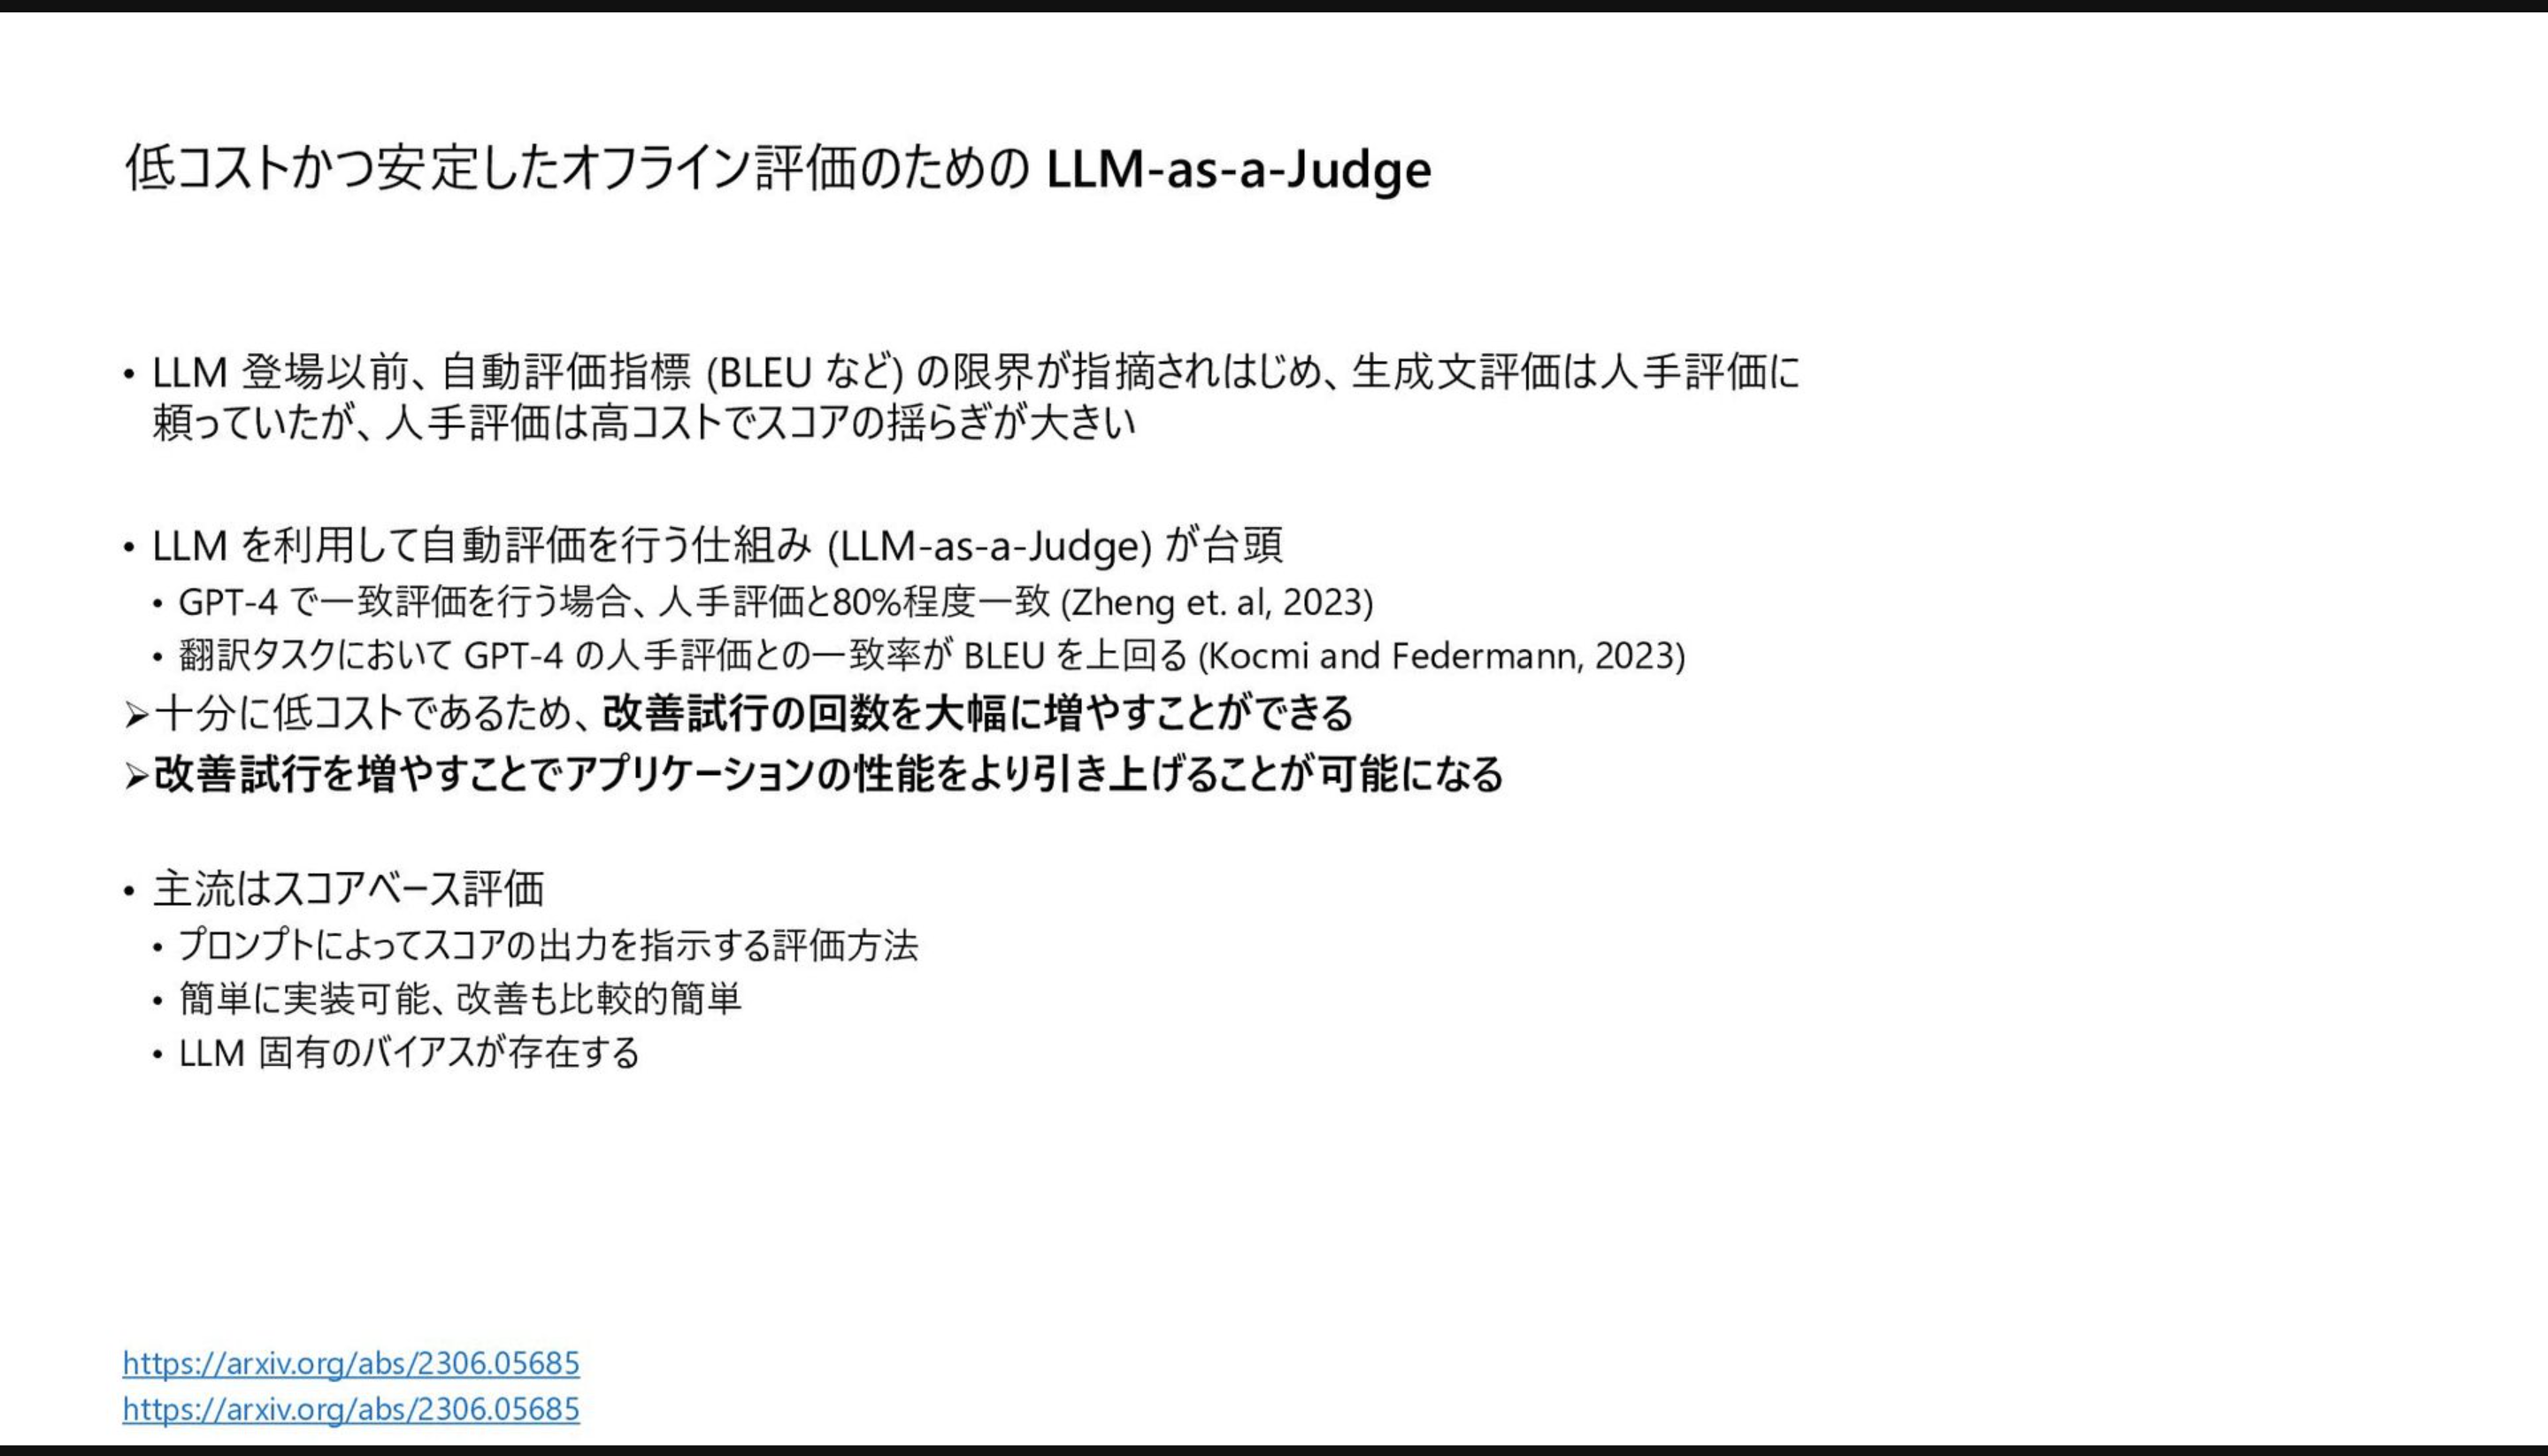 低コストかつ安定したオフライン評価のための LLM-as-a-Judge
• LLM 登場以前、自動評価指標 (BLEU など) の限界が指摘されはじめ、生成文評価は人手評価に
頼っていたが、人手評価は高コストでスコアの揺らぎが大きい
• LLM を利用して自動評価を行う仕組み (LLM-as-a-Judge) が台頭
• GPT-4 で一致評価を行う場合、人手評価と80%程度一致 (Zheng et. al, 2023)
• 翻訳タスクにおいて GPT-4 の人手評価との一致率が BLEU を上回る (Kocmi and Federmann, 2023)
➢十分に低コストであるため、改善試行の回数を大幅に増やすことができる
➢改善試行を増やすことでアプリケーションの性能をより引き上げることが可能になる
• 主流はスコアベース評価
• プロンプトによってスコアの出力を指示する評価方法
• 簡単に実装可能、改善も比較的簡単
• LLM 固有のバイアスが存在する
https://arxiv.org/abs/2306.05685
https://arxiv.org/abs/2306.05685